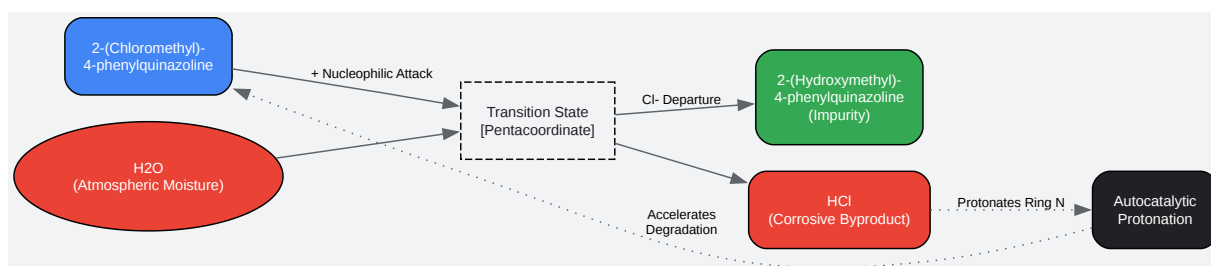 2-(Chloromethyl)-
4-phenylquinazoline
+ Nucleophilic Attack
H2O
(Atmospheric Moisture)
Transition State
[Pentacoordinate]
Cl- Departure
2-(Hydroxymethyl)-
4-phenylquinazoline
(Impurity)
HCl
(Corrosive Byproduct)
Protonates Ring N
Autocatalytic
Protonation
Accelerates
Degradation